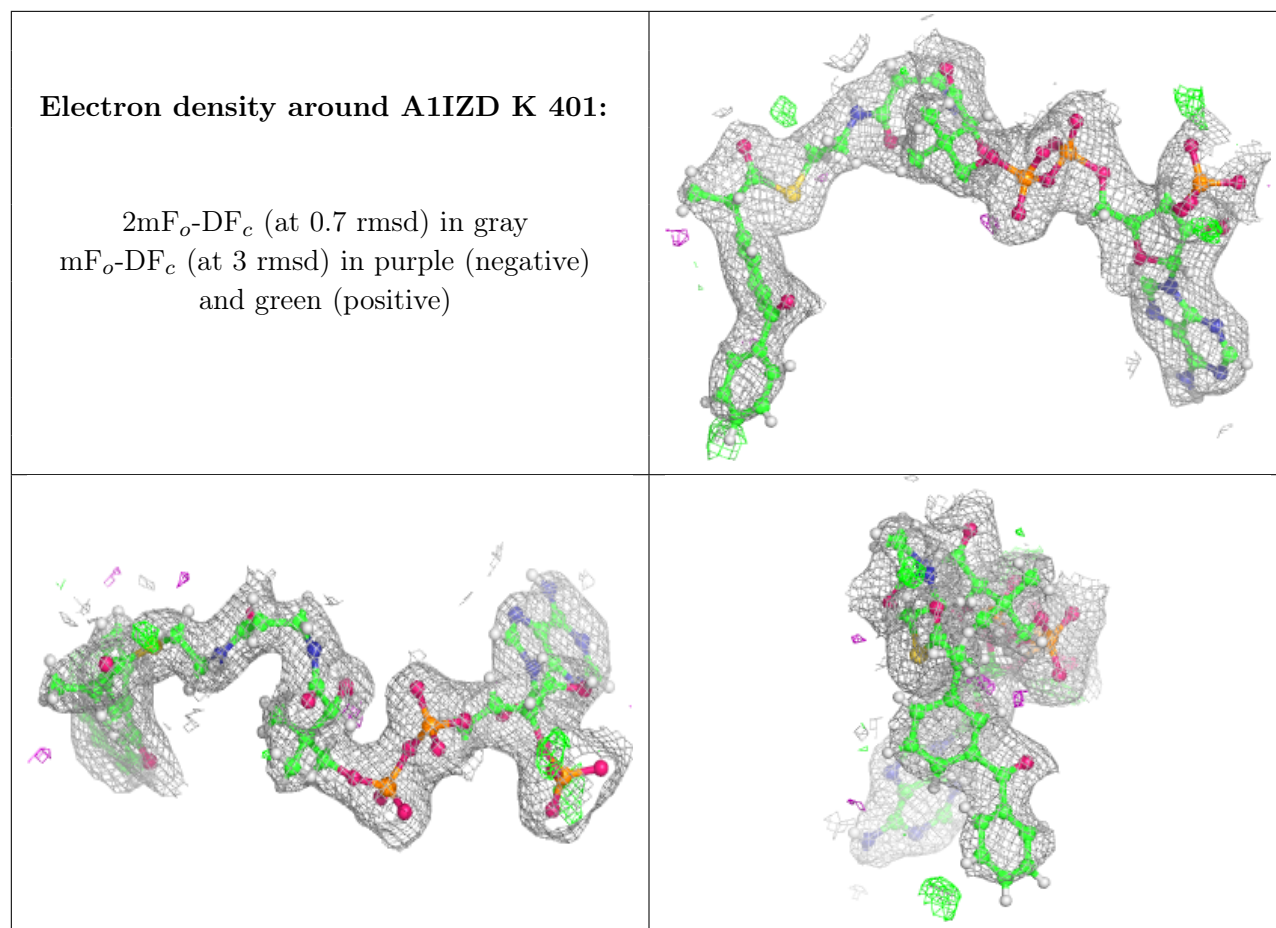 Electron density around A1IZD K 401:
2mFo-DFc (at 0.7 rmsd) in gray
mFo-DFc (at 3 rmsd) in purple (negative)
and green (positive)